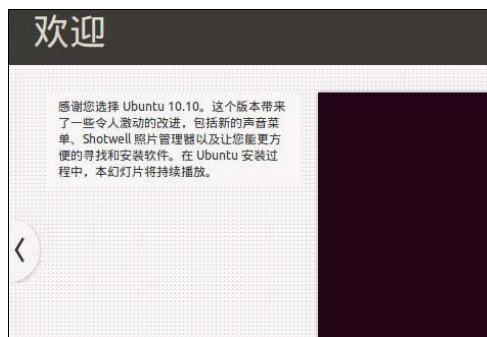 欢迎
感谢您选择 Ubuntu 10.10。这个版本带来
了一些令人激动的改进，包括新的声音菜
单、Shotwell 照片管理器以及让您能更方
便的寻找和安装软件。在 Ubuntu 安装过
程中，本幻灯片将持续播放。